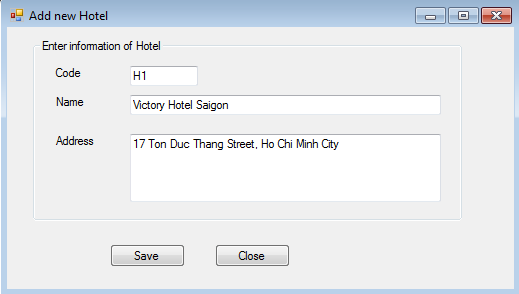 Add new Hotel
Enter information of Hotel
Code H1
Name Victory Hotel Saigon
Address 17 Ton Duc Thang Street, Ho Chi Minh City
Save Close